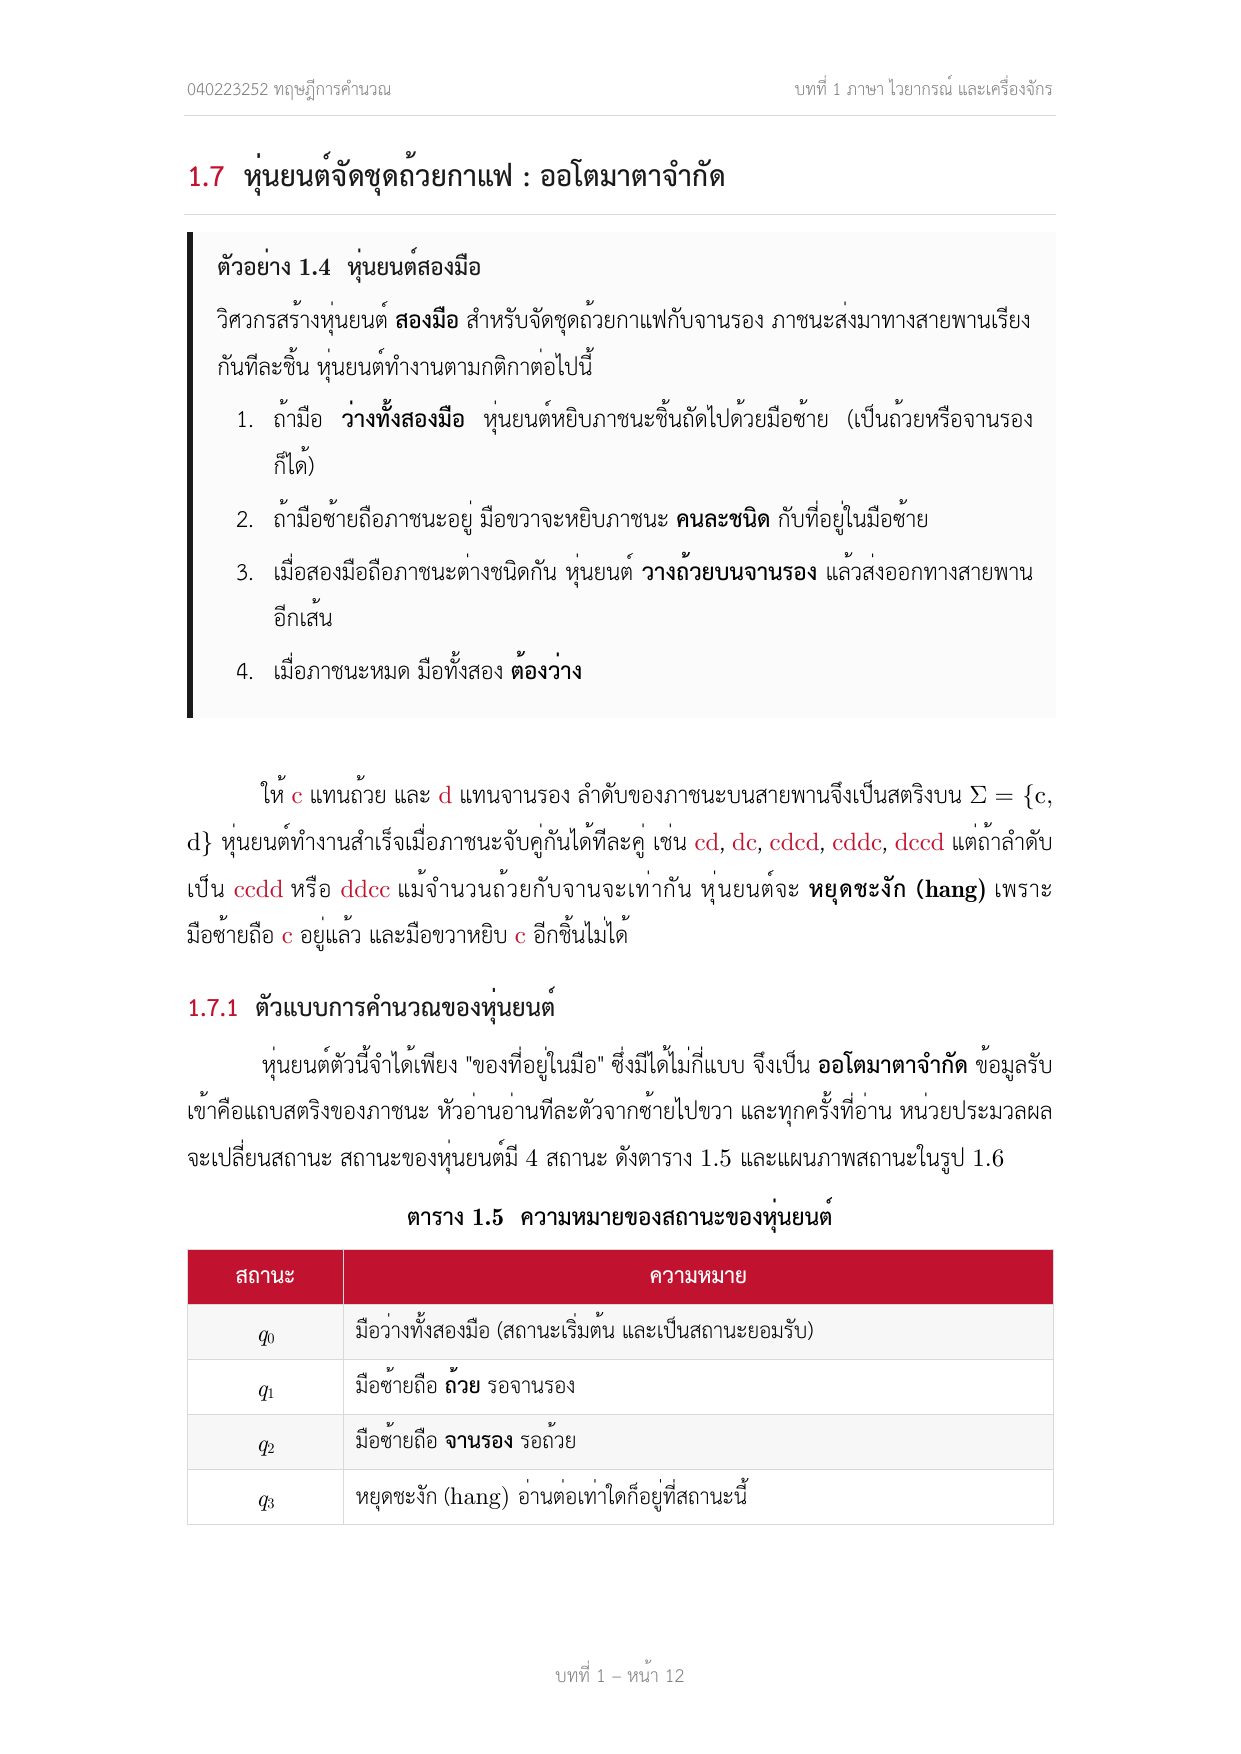 040223252 ทฤษฎีการคำนวณ
บทที่ 1 ภาษา ไวยากรณ์ และเครื่องจักร
1.7 หุ่นยนต์จัดชุดถ้วยกาแฟ : ออโตมาตาจำกัด
ตัวอย่าง 1.4 หุ่นยนต์สองมือ
วิศวกรสร้างหุ่นยนต์ สองมือ สำหรับจัดชุดถ้วยกาแฟกับจานรอง ภาชนะส่งมาทางสายพานเรียง
กันทีละชิ้น หุ่นยนต์ทำงานตามกติกาต่อไปนี้
1. ถ้ามือ ว่างทั้งสองมือ หุ่นยนต์หยิบภาชนะชิ้นถัดไปด้วยมือซ้าย (เป็นถ้วยหรือจานรอง
ก็ได้)
2. ถ้ามือซ้ายถือภาชนะอยู่ มือขวาจะหยิบภาชนะ คนละชนิด กับที่อยู่ในมือซ้าย
3. เมื่อสองมือถือภาชนะต่างชนิดกัน หุ่นยนต์ วางถ้วยบนจานรอง แล้วส่งออกทางสายพาน
อีกเส้น
4. เมื่อภาชนะหมด มือทั้งสอง ต้องว่าง
ให้ c แทนถ้วย และ d แทนจานรอง ลำดับของภาชนะบนสายพานจึงเป็นสตริงบน Σ = {c,
d} หุ่นยนต์ทำงานสำเร็จเมื่อภาชนะจับคู่กันได้ทีละคู่ เช่น cd, dc, cdcd, cddc, dccd แต่ถ้าลำดับ
เป็น ccdd หรือ ddcc แม้จำนวนถ้วยกับจานจะเท่ากัน หุ่นยนต์จะ หยุดชะงัก (hang) เพราะ
มือซ้ายถือ c อยู่แล้ว และมือขวาหยิบ c อีกชิ้นไม่ได้
1.7.1 ตัวแบบการคำนวณของหุ่นยนต์
หุ่นยนต์ตัวนี้จำได้เพียง "ของที่อยู่ในมือ" ซึ่งมีได้ไม่กี่แบบ จึงเป็น ออโตมาตาจำกัด ข้อมูลรับ
เข้าคือแถบสตริงของภาชนะ หัวอ่านอ่านทีละตัวจากซ้ายไปขวา และทุกครั้งที่อ่าน หน่วยประมวลผล
จะเปลี่ยนสถานะ สถานะของหุ่นยนต์มี 4 สถานะ ดังตาราง 1.5 และแผนภาพสถานะในรูป 1.6
ตาราง 1.5 ความหมายของสถานะของหุ่นยนต์
สถานะ ความหมาย
q₀ มือว่างทั้งสองมือ (สถานะเริ่มต้น และเป็นสถานะยอมรับ)
q₁ มือซ้ายถือ ถ้วย รอจานรอง
q₂ มือซ้ายถือ จานรอง รอถ้วย
q₃ หยุดชะงัก (hang) อ่านต่อเท่าใดก็อยู่ที่สถานะนี้
บทที่ 1 – หน้า 12